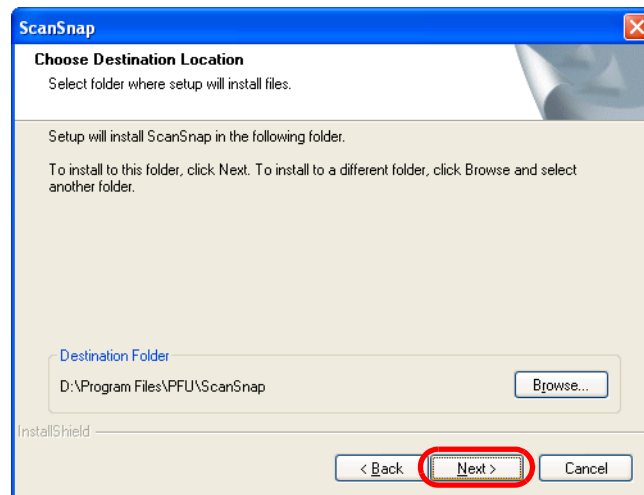 ScanSnap
Choose Destination Location
Select folder where setup will install files.
Setup will install ScanSnap in the following folder.
To install to this folder, click Next. To install to a different folder, click Browse and select
another folder.
Destination Folder
D:\Program Files\PFU\ScanSnap
Browse...
InstallShield
< Back
Next >
Cancel